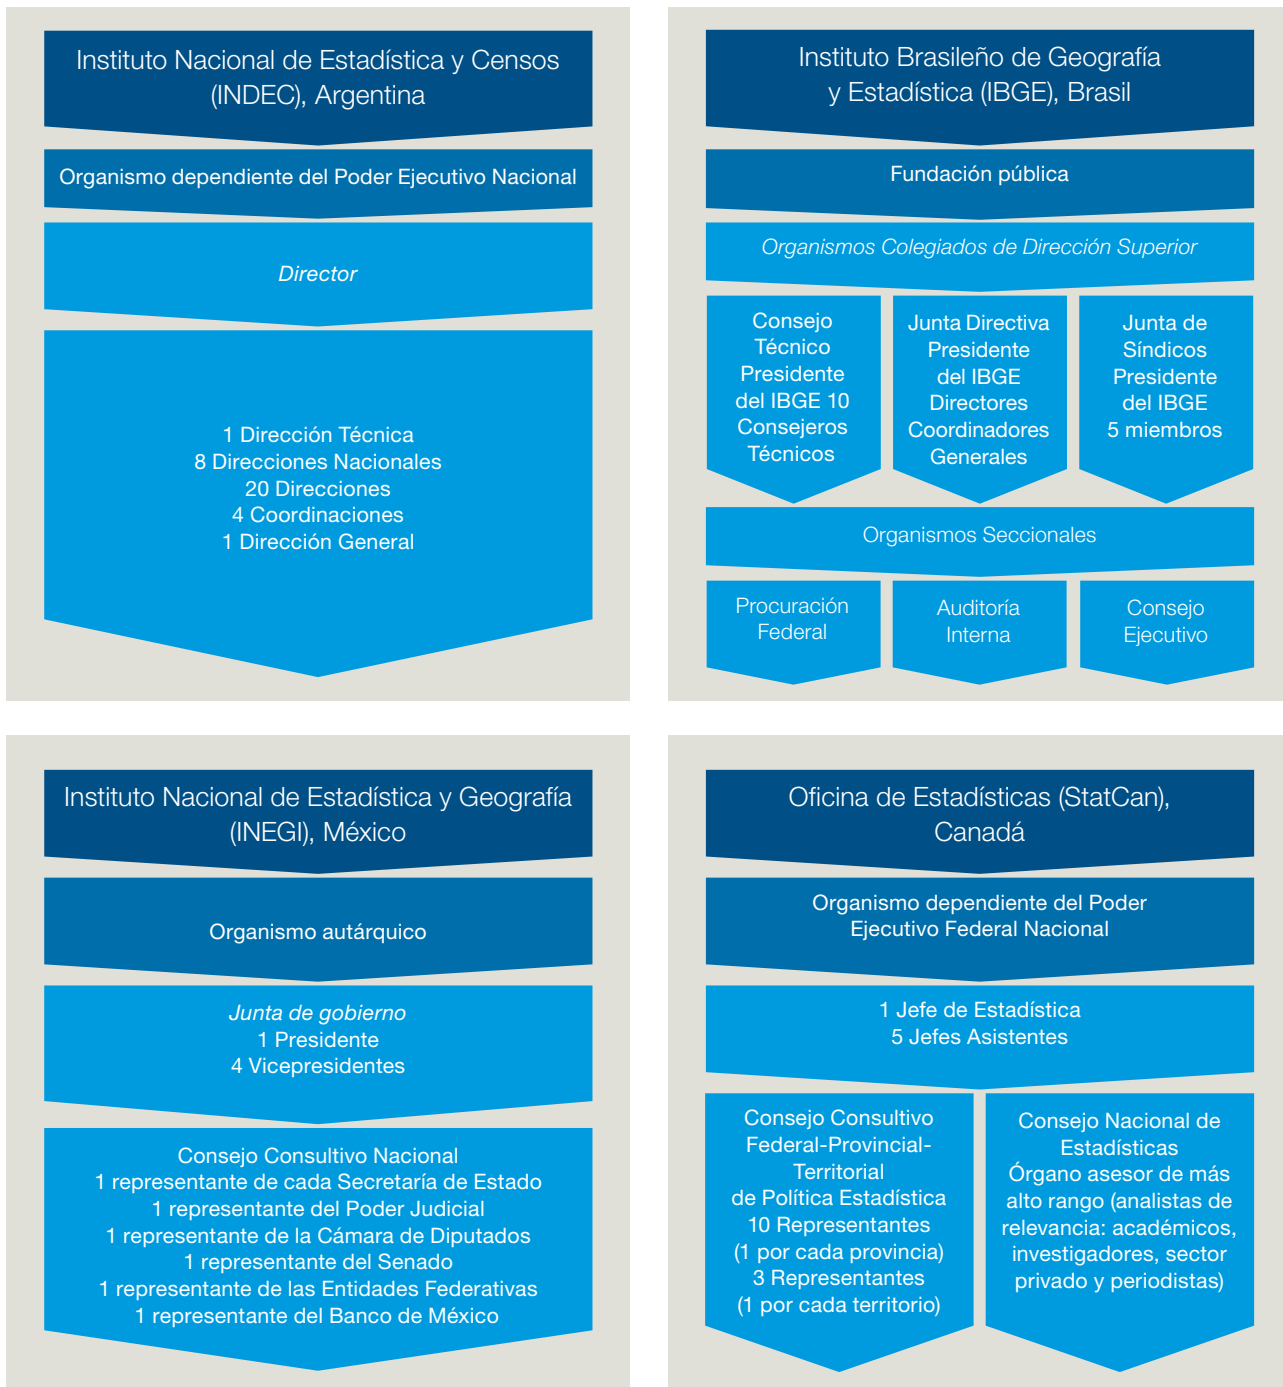 Instituto Nacional de Estadística y Censos
(INDEC), Argentina
Organismo dependiente del Poder Ejecutivo Nacional
Director
1 Dirección Técnica
8 Direcciones Nacionales
20 Direcciones
4 Coordinaciones
1 Dirección General
Instituto Brasileño de Geografía
y Estadística (IBGE), Brasil
Fundación pública
Organismos Colegiados de Dirección Superior
Consejo
Técnico
Presidente
del IBGE 10
Consejeros
Técnicos
Junta Directiva
Presidente
del IBGE
Directores
Coordinadores
Generales
Junta de
Síndicos
Presidente
del IBGE
5 miembros
Organismos Seccionales
Procuración
Federal
Auditoría
Interna
Consejo
Ejecutivo
Instituto Nacional de Estadística y Geografía
(INEGI), México
Organismo autárquico
Junta de gobierno
1 Presidente
4 Vicepresidentes
Consejo Consultivo Nacional
1 representante de cada Secretaría de Estado
1 representante del Poder Judicial
1 representante de la Cámara de Diputados
1 representante del Senado
1 representante de las Entidades Federativas
1 representante del Banco de México
Oficina de Estadísticas (StatCan),
Canadá
Organismo dependiente del Poder
Ejecutivo Federal Nacional
1 Jefe de Estadística
5 Jefes Asistentes
Consejo Consultivo
Federal-Provincial-
Territorial
de Política Estadística
10 Representantes
(1 por cada provincia)
3 Representantes
(1 por cada territorio)
Consejo Nacional de
Estadísticas
Órgano asesor de más
alto rango (analistas de
relevancia: académicos,
investigadores, sector
privado y periodistas)